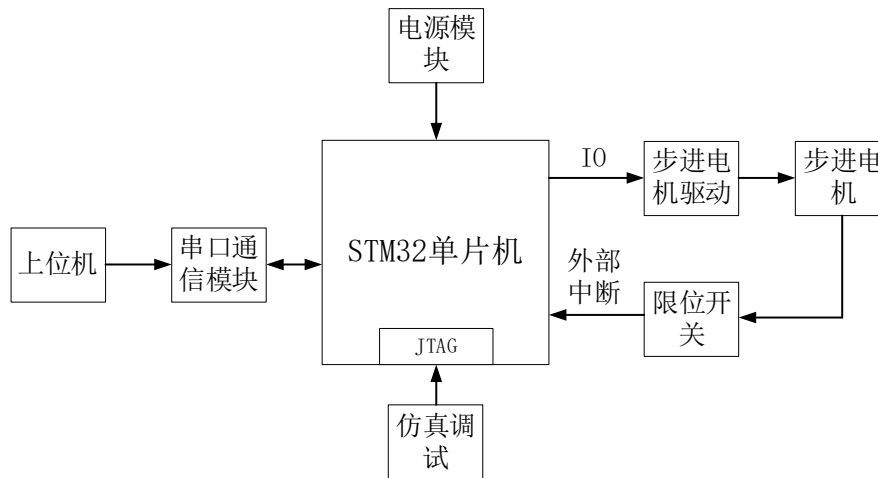 电源模
块
IO
步进电
机驱动
步进电
机
上位机
串口通
信模块
STM32单片机
外部
中断
限位开
关
JTAG
仿真调
试